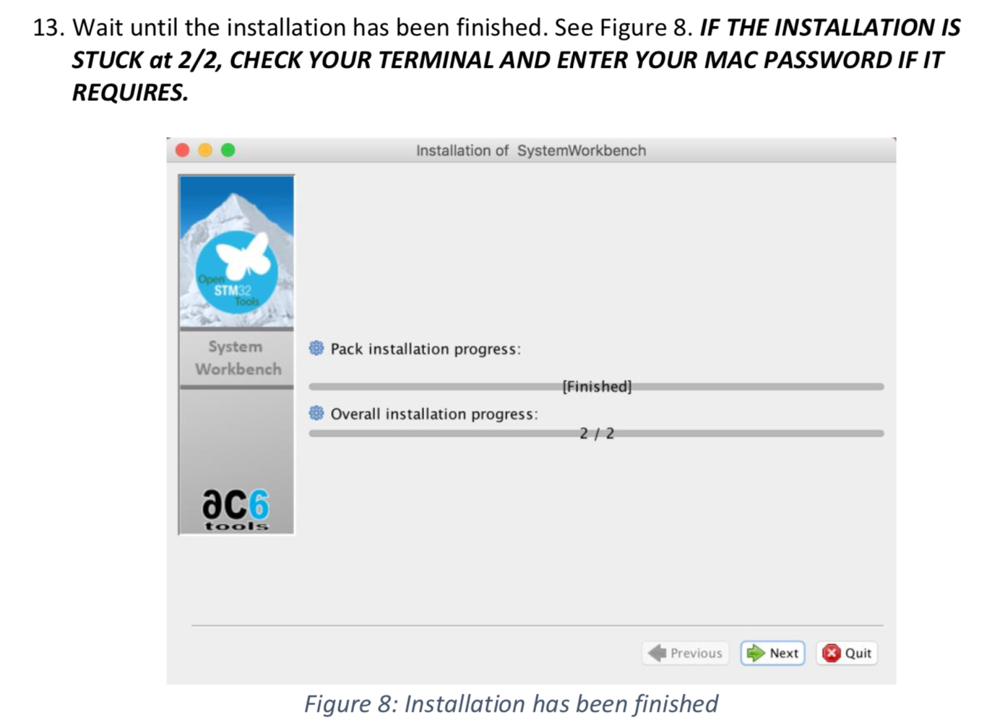 13. Wait until the installation has been finished. See Figure 8. IF THE INSTALLATION IS
STUCK at 2/2, CHECK YOUR TERMINAL AND ENTER YOUR MAC PASSWORD IF IT
REQUIRES.
Installation of SystemWorkbench
Open
STM32
Tools
System
Workbench
Pack installation progress:
[Finished]
Overall installation progress:
2 / 2
ac6
tools
Previous
Next
Quit
Figure 8: Installation has been finished